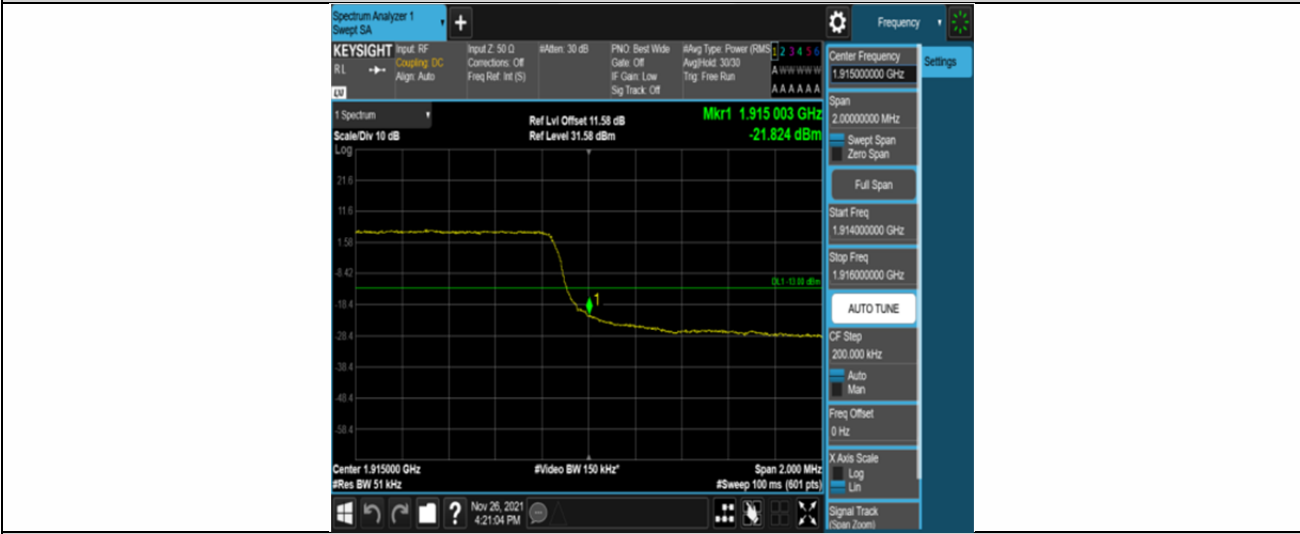 Spectrum Analyzer 1
Swept SA
+
Frequency
KEYSIGHT
RL
Input: RF
Coupling: DC
Align: Auto
Input Z: 50 Ω
Corrections: Off
Freq Ref: Int (S)
#Atten: 30 dB
PNO: Best Wide
Gate: Off
IF Gain: Low
Sig Track: Off
#Avg Type: Power (RMS
Avg|Hold: 30/30
Trig: Free Run
1 2 3 4 5 6
A W W W W W
A A A A A A
1 Spectrum
Scale/Div 10 dB
Log
Ref Lvl Offset 11.58 dB
Ref Level 31.58 dBm
Mkr1 1.915 003 GHz
-21.824 dBm
21.6
11.6
1.58
-8.42
-18.4
-28.4
-38.4
-48.4
-58.4
DL1 -13.00 dBm
1
Center 1.915000 GHz
#Res BW 51 kHz
#Video BW 150 kHz*
Span 2.000 MHz
#Sweep 100 ms (601 pts)
?
Nov 26, 2021
4:21:04 PM
Center Frequency
1.915000000 GHz
Settings
Span
2.00000000 MHz
Swept Span
Zero Span
Full Span
Start Freq
1.914000000 GHz
Stop Freq
1.916000000 GHz
AUTO TUNE
CF Step
200.000 kHz
Auto
Man
Freq Offset
0 Hz
X Axis Scale
Log
Lin
Signal Track
(Span Zoom)